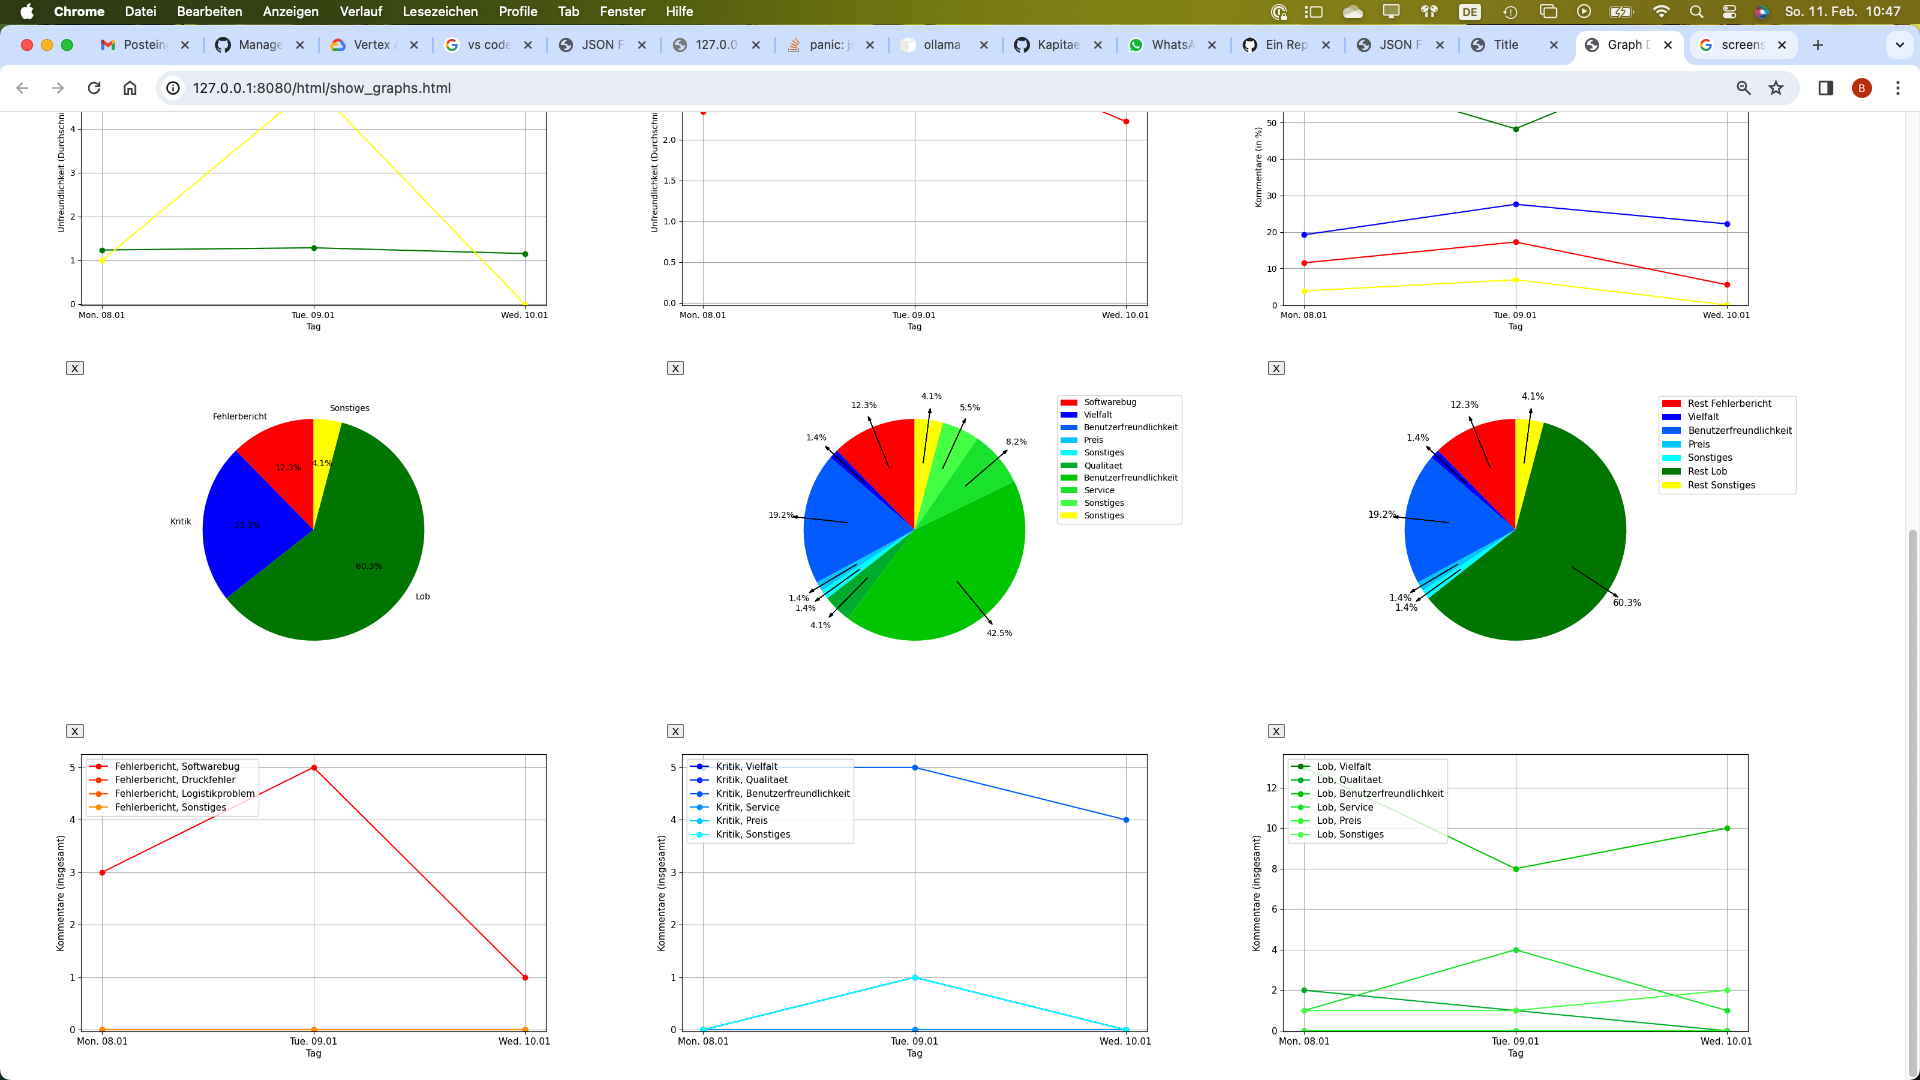 Chrome Datei Bearbeiten Anzeigen Verlauf Lesezeichen Profile Tab Fenster Hilfe DE So. 11. Feb. 10:47
Postein Manage Vertex vs code JSON F 127.0.0 panic: ollama Kapitae WhatsA Ein Rep JSON F Title Graph D screens
127.0.0.1:8080/html/show_graphs.html B
Unfreundlichkeit (Durchschni
4
3
2
1
0
Mon. 08.01 Tue. 09.01 Wed. 10.01
Tag
Unfreundlichkeit (Durchschni
2.0
1.5
1.0
0.5
0.0
Mon. 08.01 Tue. 09.01 Wed. 10.01
Tag
Kommentare (in %)
50
40
30
20
10
0
Mon. 08.01 Tue. 09.01 Wed. 10.01
Tag
X
Sonstiges
Fehlerbericht
4.1%
12.3%
Kritik
60.3%
Lob
X
4.1%
12.3%
5.5%
1.4%
8.2%
19.2%
1.4%
1.4%
4.1%
42.5%
Softwarebug
Vielfalt
Benutzerfreundlichkeit
Preis
Sonstiges
Qualitaet
Benutzerfreundlichkeit
Service
Sonstiges
Sonstiges
X
4.1%
12.3%
1.4%
19.2%
1.4%
1.4%
60.3%
Rest Fehlerbericht
Vielfalt
Benutzerfreundlichkeit
Preis
Sonstiges
Rest Lob
Rest Sonstiges
X
Fehlerbericht, Softwarebug
Fehlerbericht, Druckfehler
Fehlerbericht, Logistikproblem
Fehlerbericht, Sonstiges
Kommentare (insgesamt)
5
4
3
2
1
0
Mon. 08.01 Tue. 09.01 Wed. 10.01
Tag
X
Kritik, Vielfalt
Kritik, Qualitaet
Kritik, Benutzerfreundlichkeit
Kritik, Service
Kritik, Preis
Kritik, Sonstiges
Kommentare (insgesamt)
5
4
3
2
1
0
Mon. 08.01 Tue. 09.01 Wed. 10.01
Tag
X
Lob, Vielfalt
Lob, Qualitaet
Lob, Benutzerfreundlichkeit
Lob, Service
Lob, Preis
Lob, Sonstiges
Kommentare (insgesamt)
12
10
8
6
4
2
0
Mon. 08.01 Tue. 09.01 Wed. 10.01
Tag